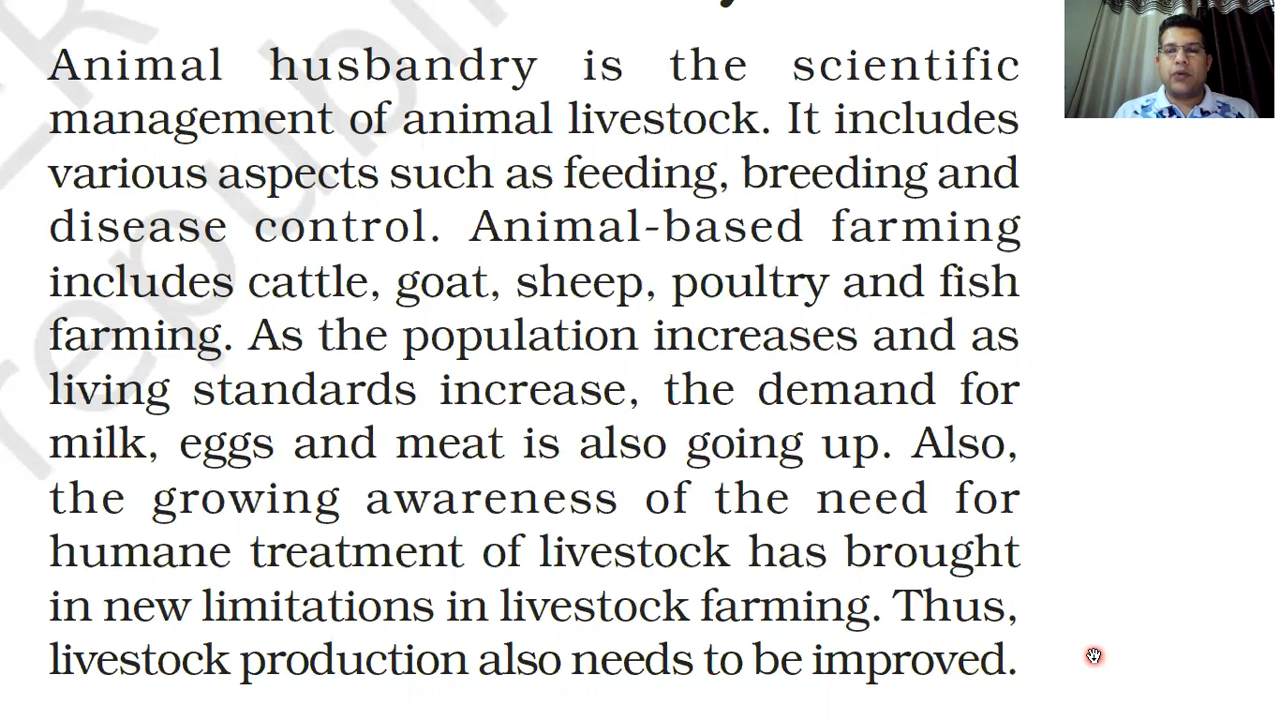 Animal husbandry is the scientific
management of animal livestock. It includes
various aspects such as feeding, breeding and
disease control. Animal-based farming
includes cattle, goat, sheep, poultry and fish
farming. As the population increases and as
living standards increase, the demand for
milk, eggs and meat is also going up. Also,
the growing awareness of the need for
humane treatment of livestock has brought
in new limitations in livestock farming. Thus,
livestock production also needs to be improved.